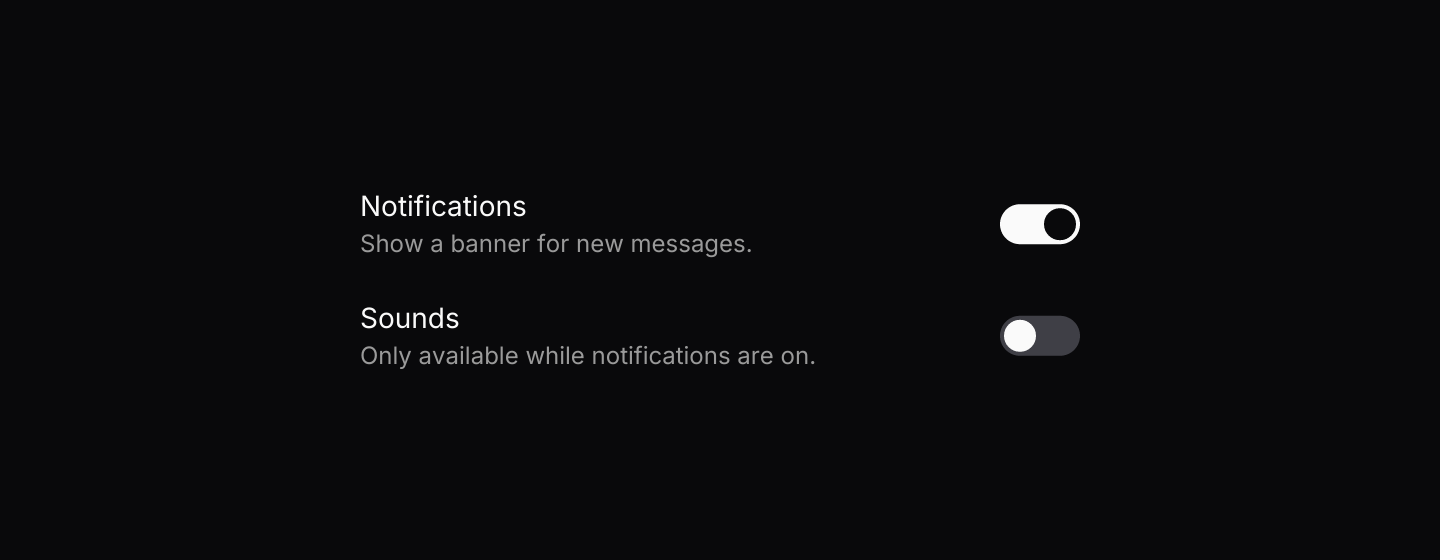 Notifications
Show a banner for new messages.
Sounds
Only available while notifications are on.